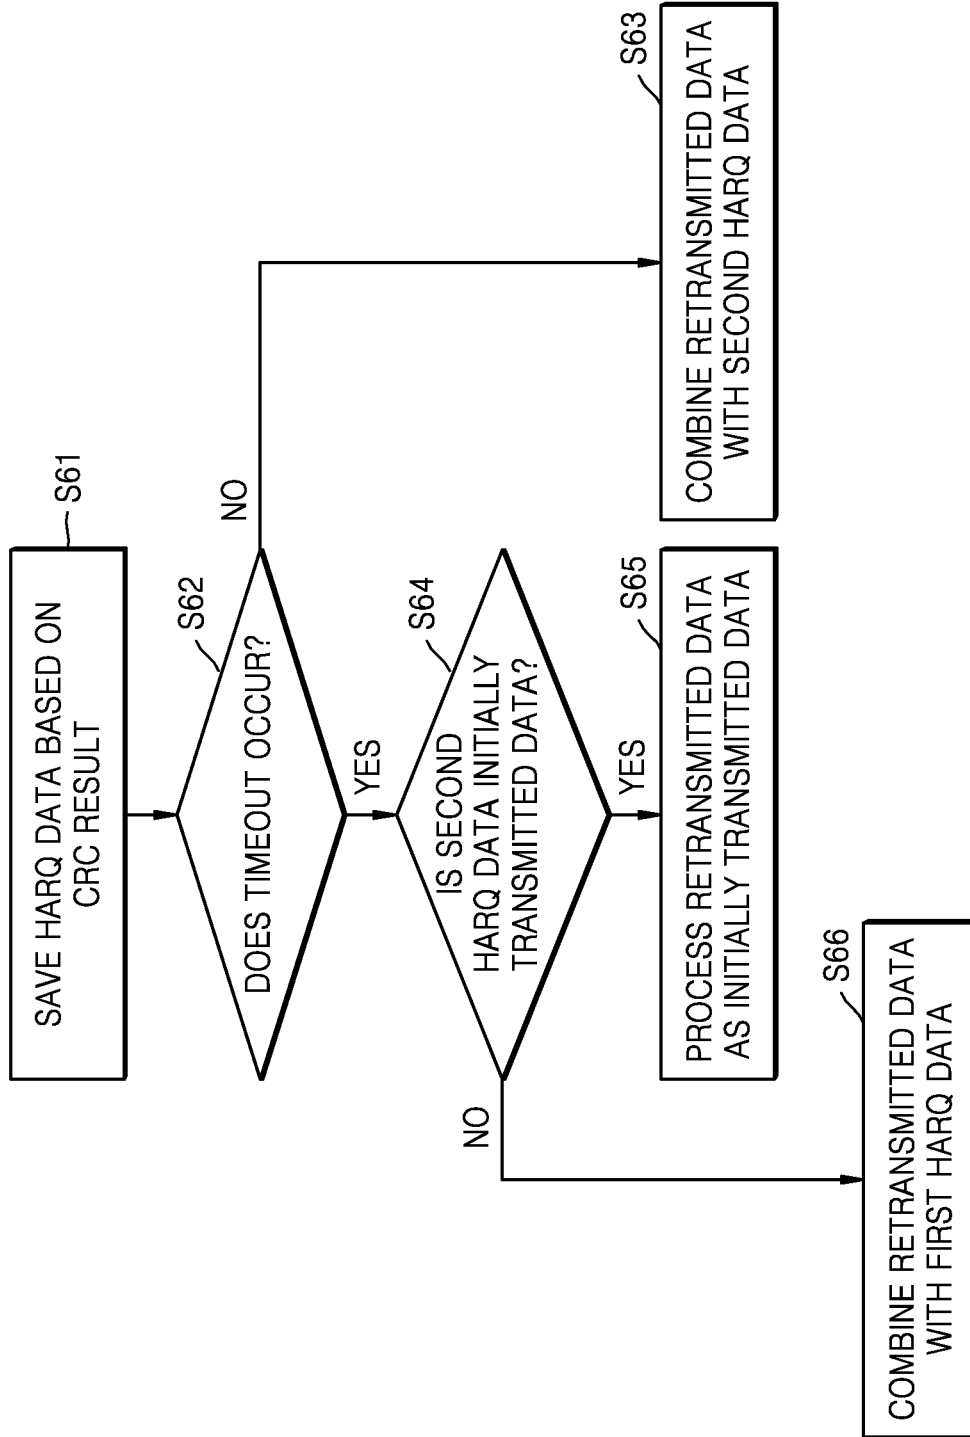 SAVE HARQ DATA BASED ON
CRC RESULT
S61
DOES TIMEOUT OCCUR?
S62
NO
YES
COMBINE RETRANSMITTED DATA
WITH SECOND HARQ DATA
S63
IS SECOND
HARQ DATA INITIALLY
TRANSMITTED DATA?
S64
NO
YES
PROCESS RETRANSMITTED DATA
AS INITIALLY TRANSMITTED DATA
S65
COMBINE RETRANSMITTED DATA
WITH FIRST HARQ DATA
S66